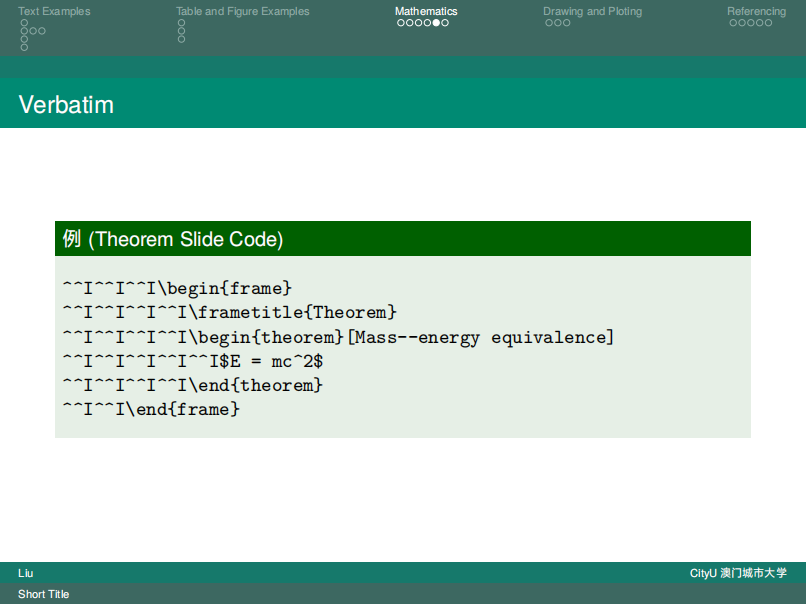 Text Examples
Table and Figure Examples
Mathematics
Drawing and Ploting
Referencing
Verbatim
例 (Theorem Slide Code)
^^I^^I^^I\begin{frame}
^^I^^I^^I^^I\frametitle{Theorem}
^^I^^I^^I^^I\begin{theorem}[Mass--energy equivalence]
^^I^^I^^I^^I^^I$E = mc^2$
^^I^^I^^I^^I\end{theorem}
^^I^^I\end{frame}
Liu
CityU 澳门城市大学
Short Title